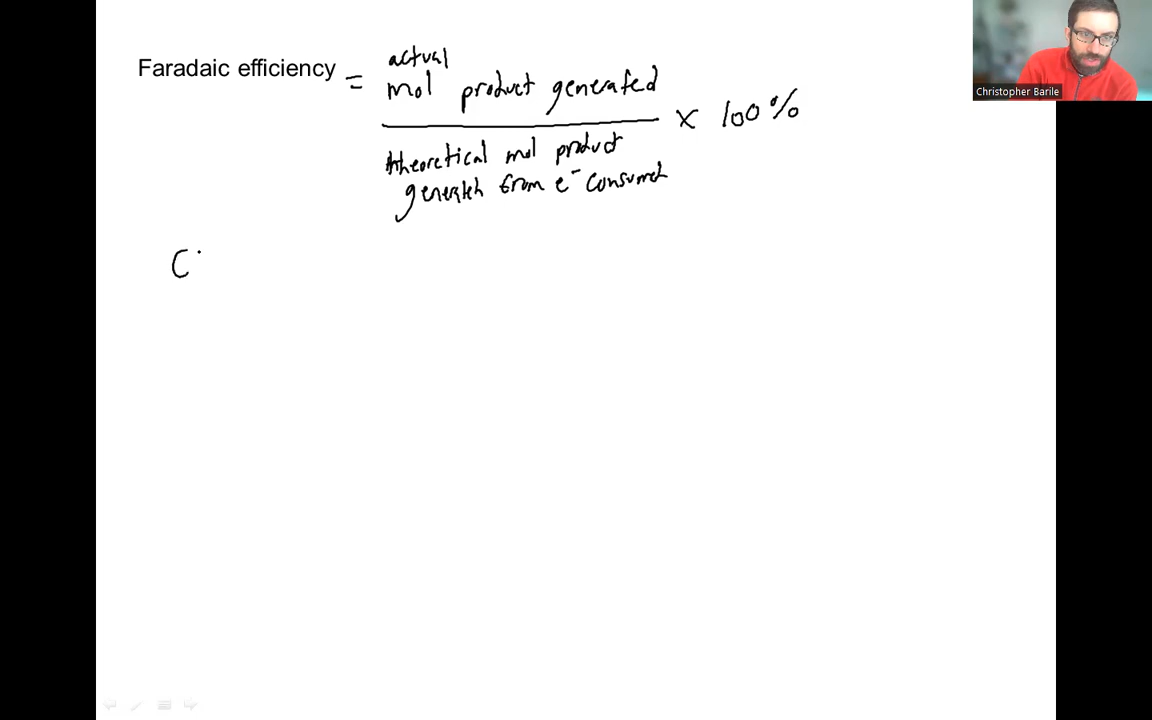 Faradaic efficiency = actual mol product generated
theoretical mol product
generated from e⁻ consumed
× 100%
C
Christopher Barile